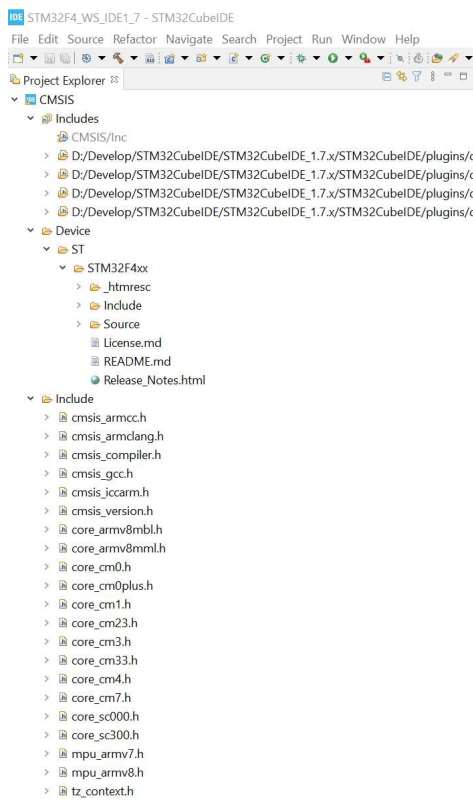 IDE STM32F4_WS_IDE1_7 - STM32CubeIDE
File Edit Source Refactor Navigate Search Project Run Window Help
Project Explorer
CMSIS
Includes
CMSIS/Inc
D:/Develop/STM32CubeIDE/STM32CubeIDE_1.7.x/STM32CubeIDE/plugins/c
D:/Develop/STM32CubeIDE/STM32CubeIDE_1.7.x/STM32CubeIDE/plugins/c
D:/Develop/STM32CubeIDE/STM32CubeIDE_1.7.x/STM32CubeIDE/plugins/c
D:/Develop/STM32CubeIDE/STM32CubeIDE_1.7.x/STM32CubeIDE/plugins/c
Device
ST
STM32F4xx
_htmresc
Include
Source
License.md
README.md
Release_Notes.html
Include
cmsis_armcc.h
cmsis_armclang.h
cmsis_compiler.h
cmsis_gcc.h
cmsis_iccarm.h
cmsis_version.h
core_armv8mbl.h
core_armv8mml.h
core_cm0.h
core_cm0plus.h
core_cm1.h
core_cm23.h
core_cm3.h
core_cm33.h
core_cm4.h
core_cm7.h
core_sc000.h
core_sc300.h
mpu_armv7.h
mpu_armv8.h
tz_context.h